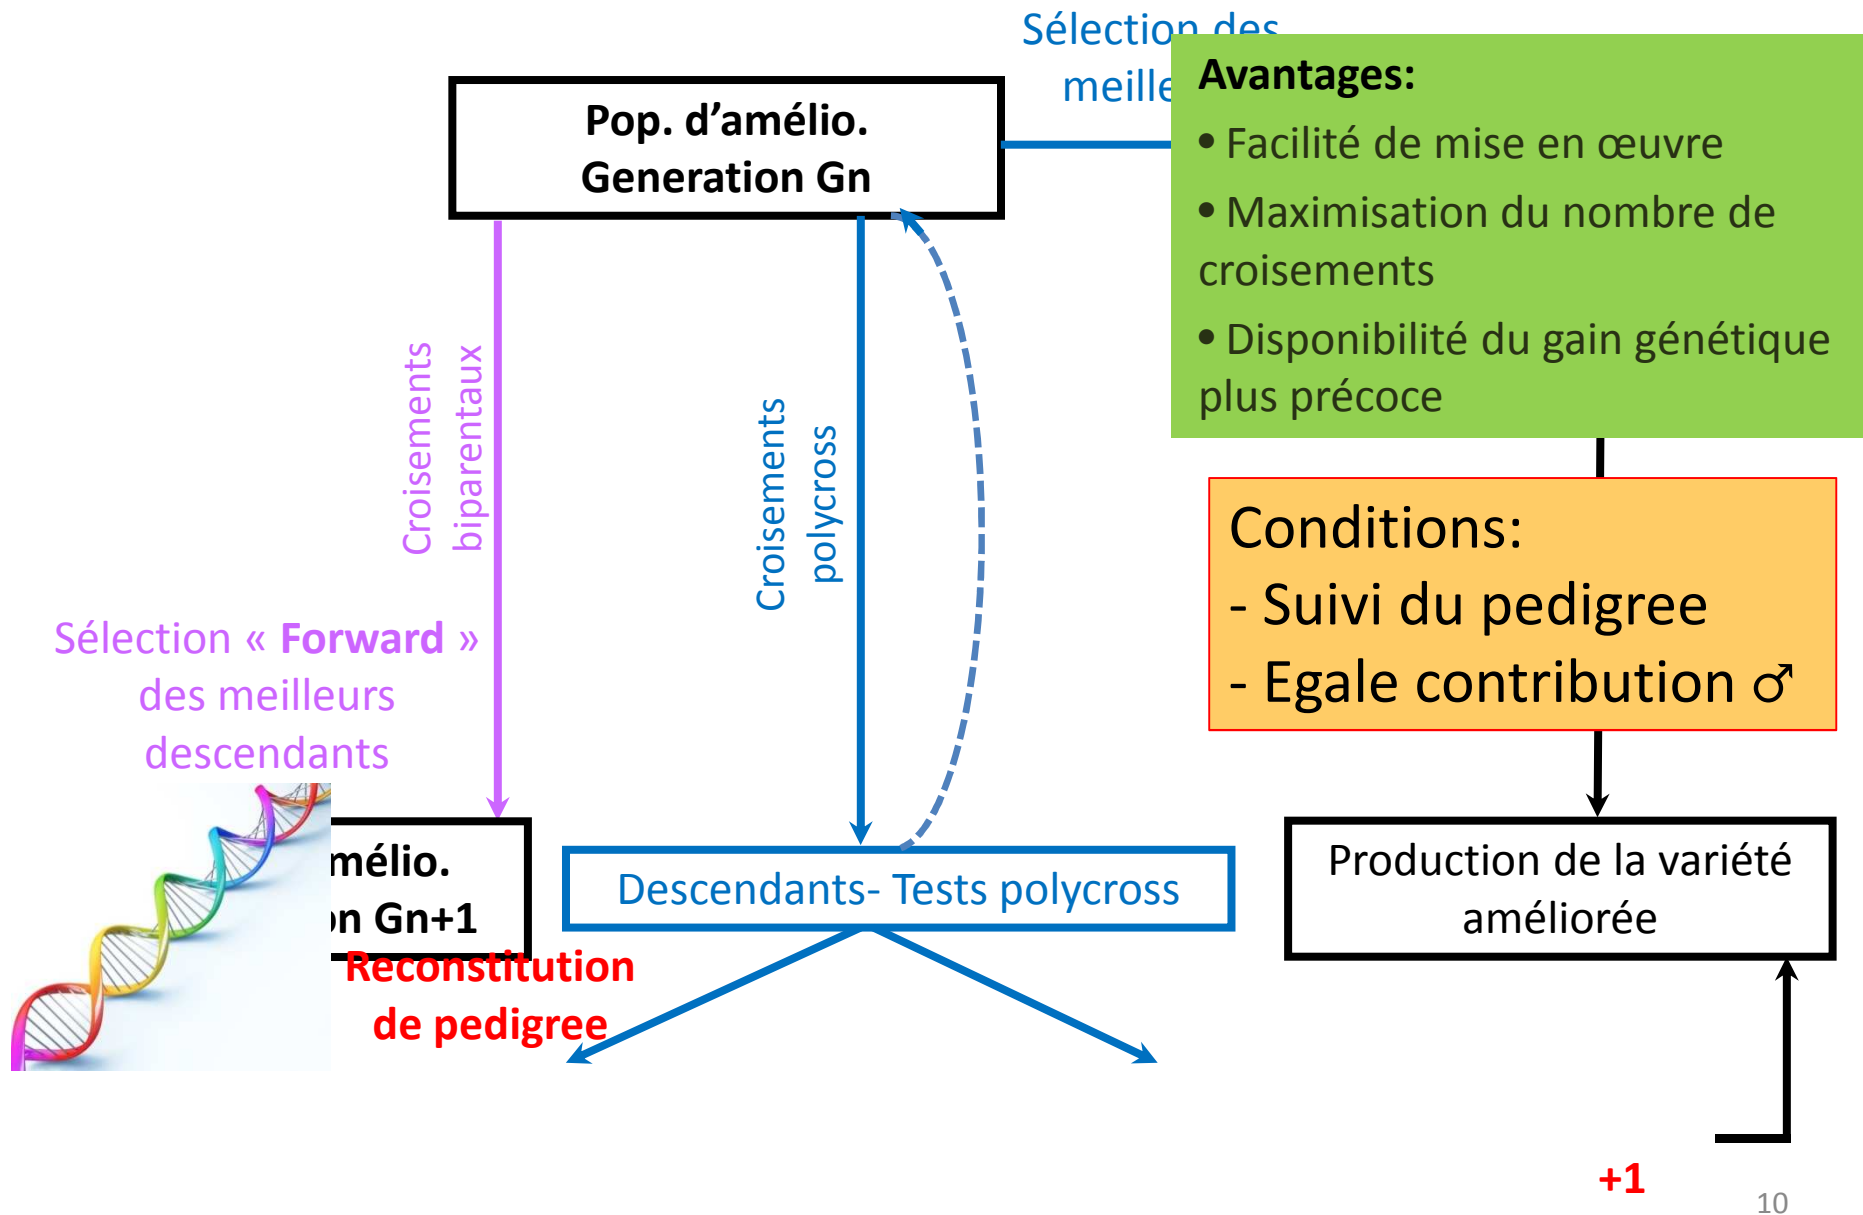 Sélection des
Pop. d'amélio.
Generation Gn
Avantages:
• Facilité de mise en œuvre
• Maximisation du nombre de
croisements
• Disponibilité du gain génétique
plus précoce
Croisements
biparentaux
Croisements
polycross
Conditions:
- Suivi du pedigree
- Egale contribution ♂
Sélection « Forward »
des meilleurs
descendants
Gn+1
Descendants- Tests polycross
Production de la variété
améliorée
Reconstitution
de pedigree
+1
10